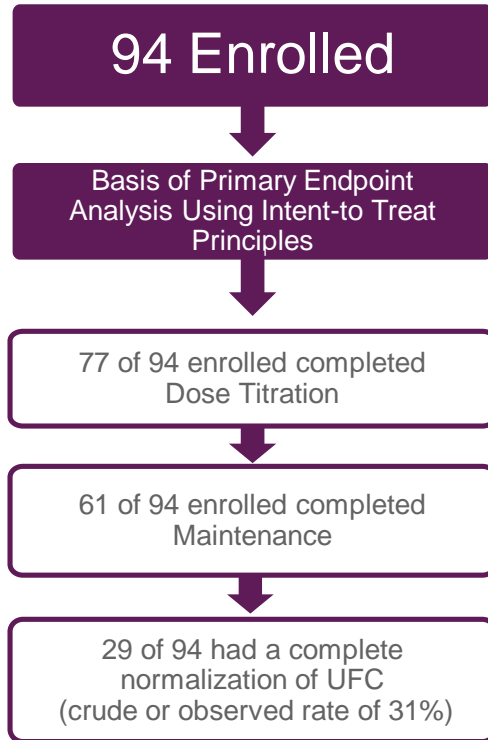 94 Enrolled
Basis of Primary Endpoint
Analysis Using Intent-to Treat
Principles
77 of 94 enrolled completed
Dose Titration
61 of 94 enrolled completed
Maintenance
29 of 94 had a complete
normalization of UFC
(crude or observed rate of 31%)